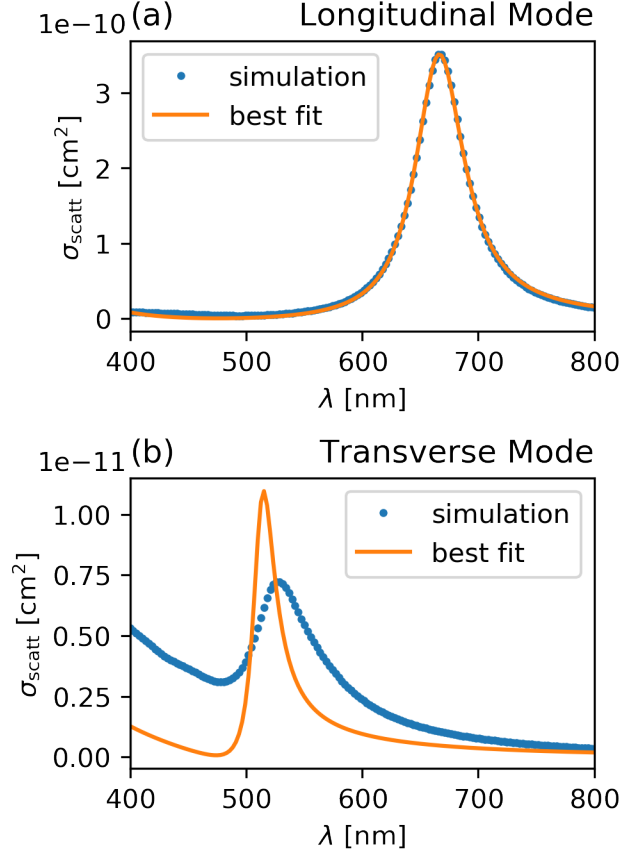 1e−10 (a) Longitudinal Mode
simulation
best fit
3
2
1
0
σscatt [cm²]
400 500 600 700 800
λ [nm]
1e−11 (b) Transverse Mode
simulation
best fit
1.00
0.75
0.50
0.25
0.00
σscatt [cm²]
400 500 600 700 800
λ [nm]